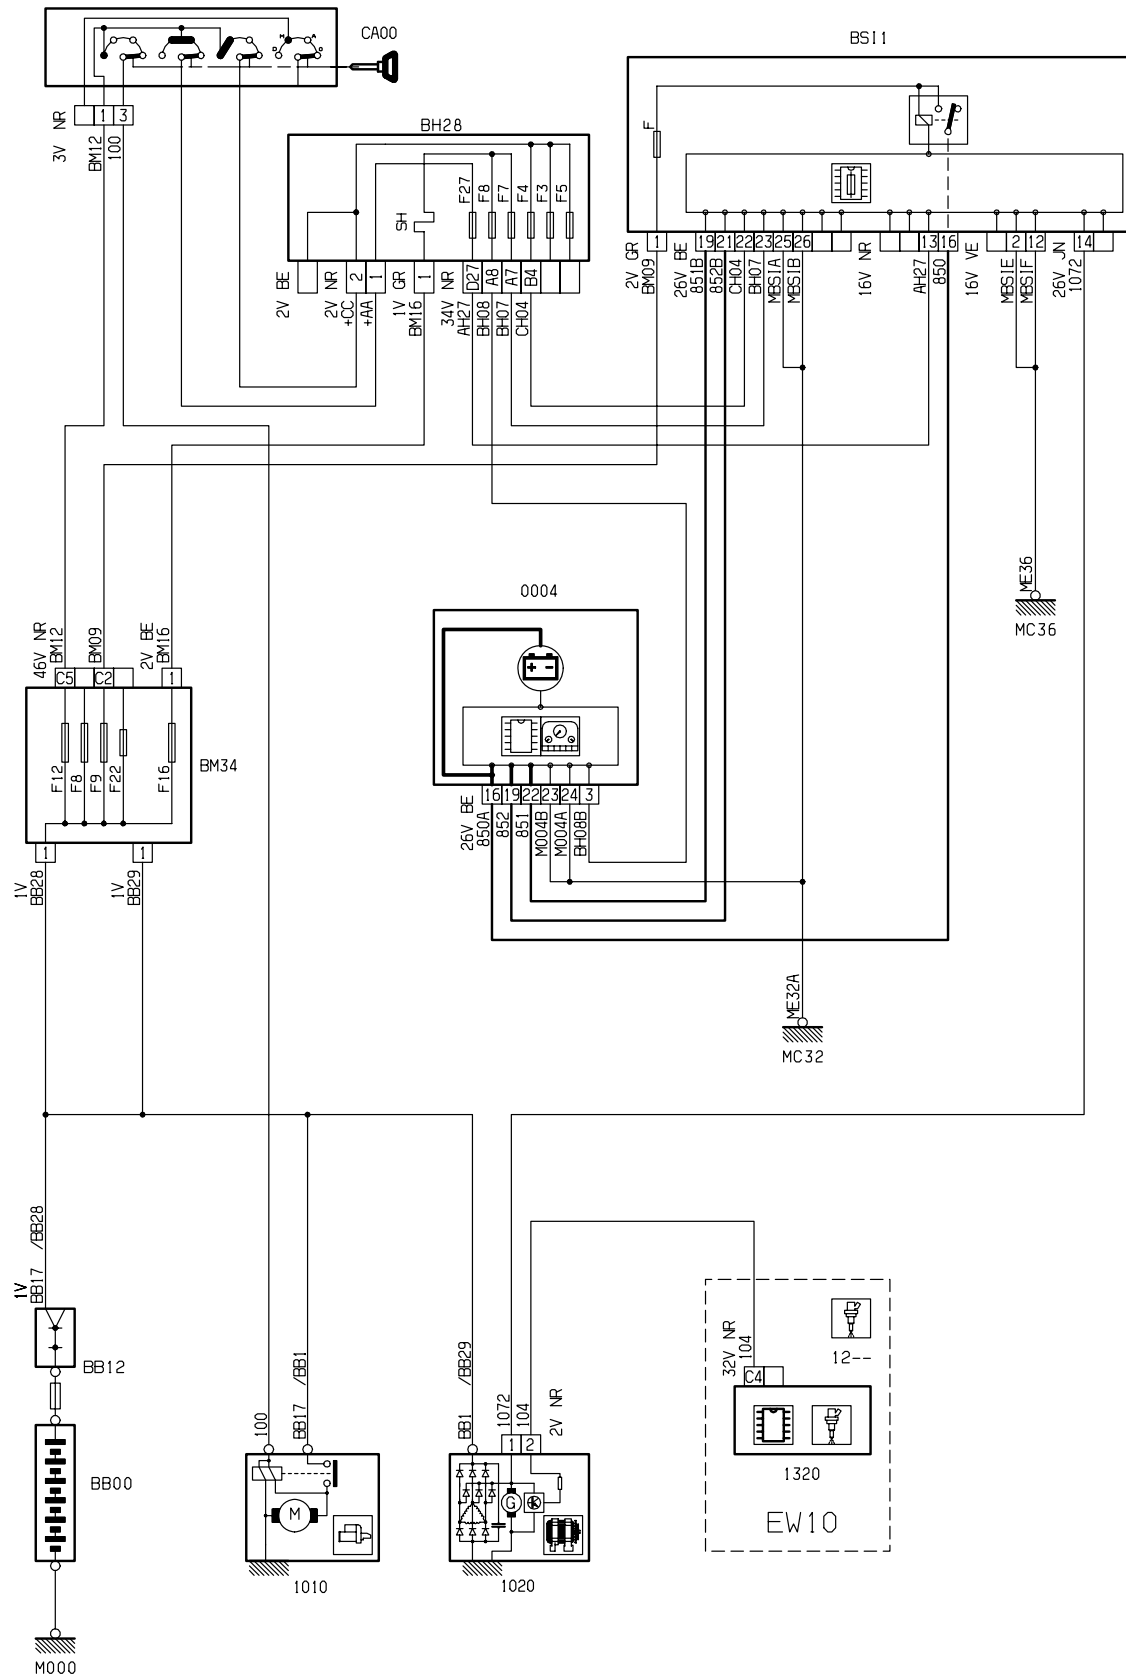 CA00
BSI1
M
A
D
D
1
3
3V NR
BM12
100
BH28
F
SH
F27
F8
F7
F4
F3
F5
2
1
1
D27
A8
A7
B4
2V BE
2V NR
+CC
+AA
1V GR
BM16
34V NR
AH27
BH08
BH07
CH04
1
19
21
22
23
25
26
13
16
2
12
14
2V GR
BM09
26V BE
851B
852B
CH04
BH07
MBSIA
MBSIB
16V NR
AH27
850
16V VE
MBSIE
MBSIF
26V JN
1072
ME36
MC36
0004
+ -
16
19
22
23
24
3
26V BE
850A
852
851
M004B
M004A
BH08B
46V NR
BM12
BM09
2V BE
BM16
C5
C2
1
F12
F8
F9
F22
F16
BM34
1
1
1V
BB28
1V
BB29
ME32A
MC32
/BB28
1V
BB17
BB12
BB00
M000
100
/BB1
BB17
M
1010
/BB29
BB1
1072
104
2V NR
1
2
G
1020
32V NR
104
C4
12--
1320
EW10